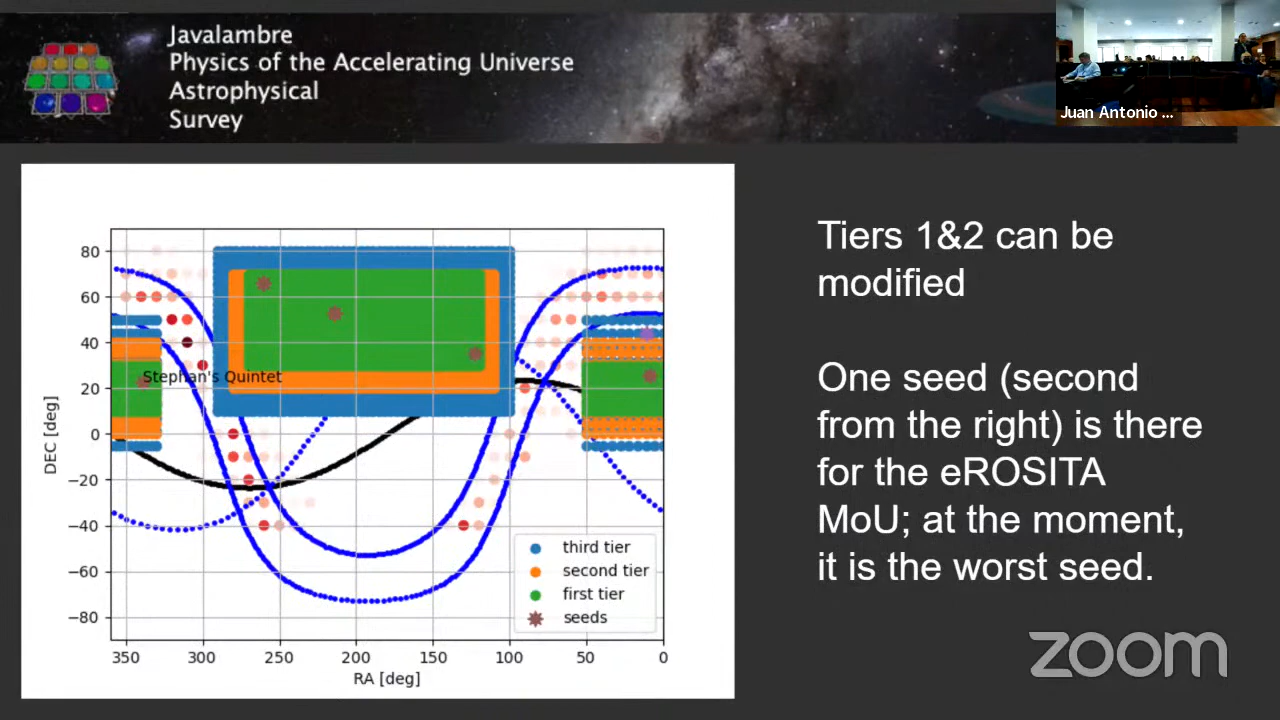 Javalambre
Physics of the Accelerating Universe
Astrophysical
Survey
Juan Antonio ...
80
60
40
20
0
−20
−40
−60
−80
DEC [deg]
Stephan's Quintet
third tier
second tier
first tier
seeds
350 300 250 200 150 100 50 0
RA [deg]
Tiers 1&2 can be
modified
One seed (second
from the right) is there
for the eROSITA
MoU; at the moment,
it is the worst seed.
zoom